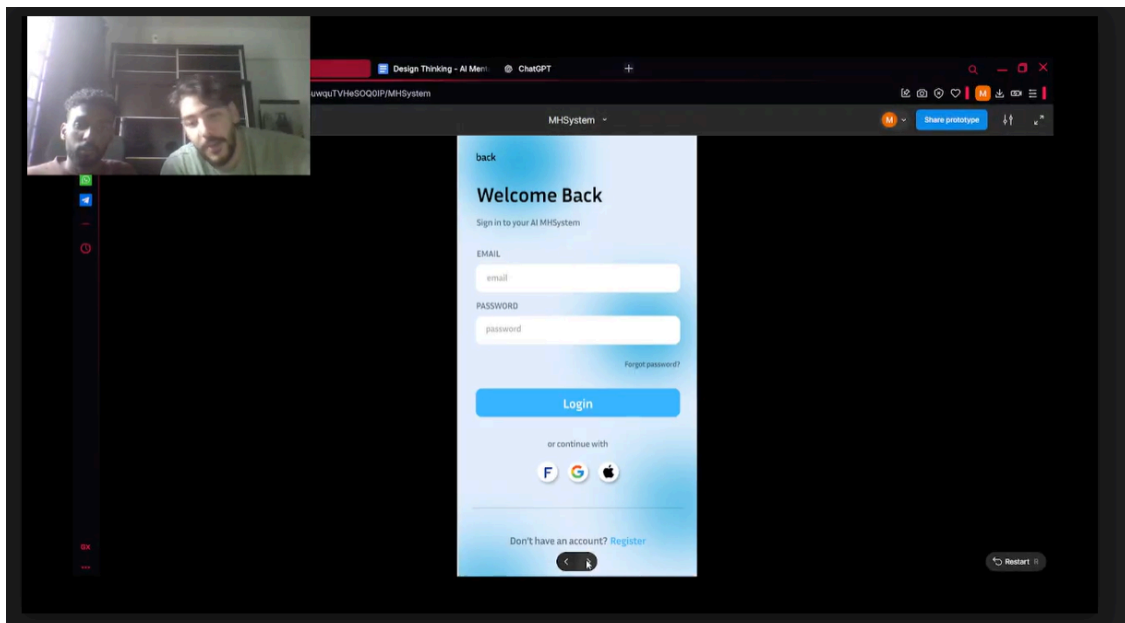 Design Thinking - AI Ment
ChatGPT
uwquTVHeSOQ0IP/MHSystem
M
MHSystem
M
Share prototype
back
Welcome Back
Sign in to your AI MHSystem
EMAIL
email
PASSWORD
password
Forgot password?
Login
or continue with
F G
Don't have an account? Register
Restart R